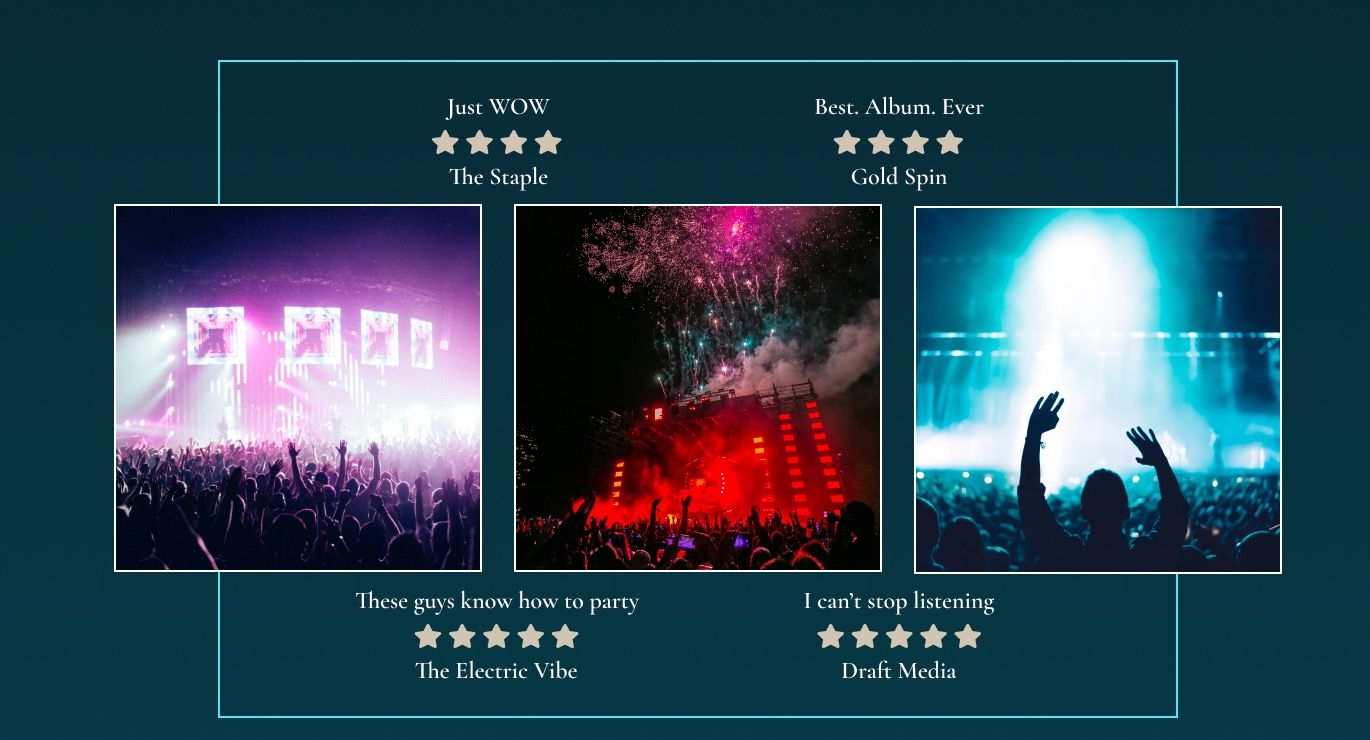 Just WOW
The Staple
Best. Album. Ever
Gold Spin
These guys know how to party
The Electric Vibe
I can’t stop listening
Draft Media